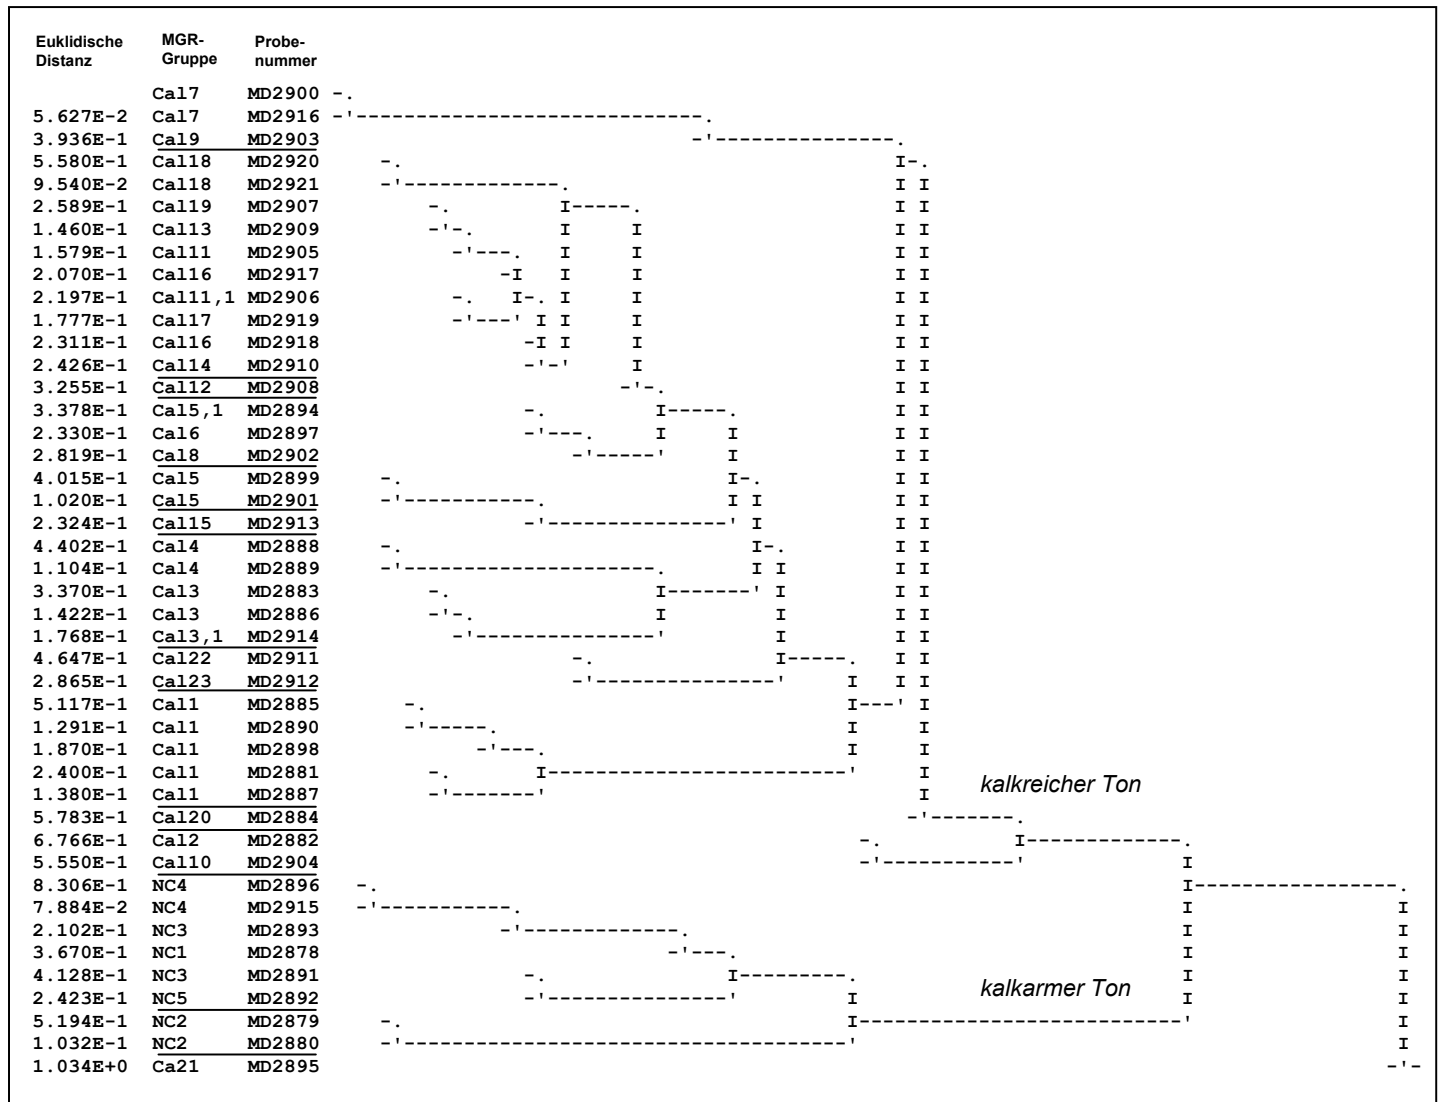 Euklidische MGR- Probe-
Distanz Gruppe nummer
Cal7 MD2900
5.627E-2 Cal7 MD2916
3.936E-1 Cal9 MD2903
5.580E-1 Cal18 MD2920
9.540E-2 Cal18 MD2921
2.589E-1 Cal19 MD2907
1.460E-1 Cal13 MD2909
1.579E-1 Cal11 MD2905
2.070E-1 Cal16 MD2917
2.197E-1 Cal11,1 MD2906
1.777E-1 Cal17 MD2919
2.311E-1 Cal16 MD2918
2.426E-1 Cal14 MD2910
3.255E-1 Cal12 MD2908
3.378E-1 Cal5,1 MD2894
2.330E-1 Cal6 MD2897
2.819E-1 Cal8 MD2902
4.015E-1 Cal5 MD2899
1.020E-1 Cal5 MD2901
2.324E-1 Cal15 MD2913
4.402E-1 Cal4 MD2888
1.104E-1 Cal4 MD2889
3.370E-1 Cal3 MD2883
1.422E-1 Cal3 MD2886
1.768E-1 Cal3,1 MD2914
4.647E-1 Cal22 MD2911
2.865E-1 Cal23 MD2912
5.117E-1 Cal1 MD2885
1.291E-1 Cal1 MD2890
1.870E-1 Cal1 MD2898
2.400E-1 Cal1 MD2881
kalkreicher Ton
1.380E-1 Cal1 MD2887
5.783E-1 Cal20 MD2884
6.766E-1 Cal2 MD2882
5.550E-1 Cal10 MD2904
8.306E-1 NC4 MD2896
7.884E-2 NC4 MD2915
2.102E-1 NC3 MD2893
3.670E-1 NC1 MD2878
4.128E-1 NC3 MD2891
kalkarmer Ton
2.423E-1 NC5 MD2892
5.194E-1 NC2 MD2879
1.032E-1 NC2 MD2880
1.034E+0 Ca21 MD2895